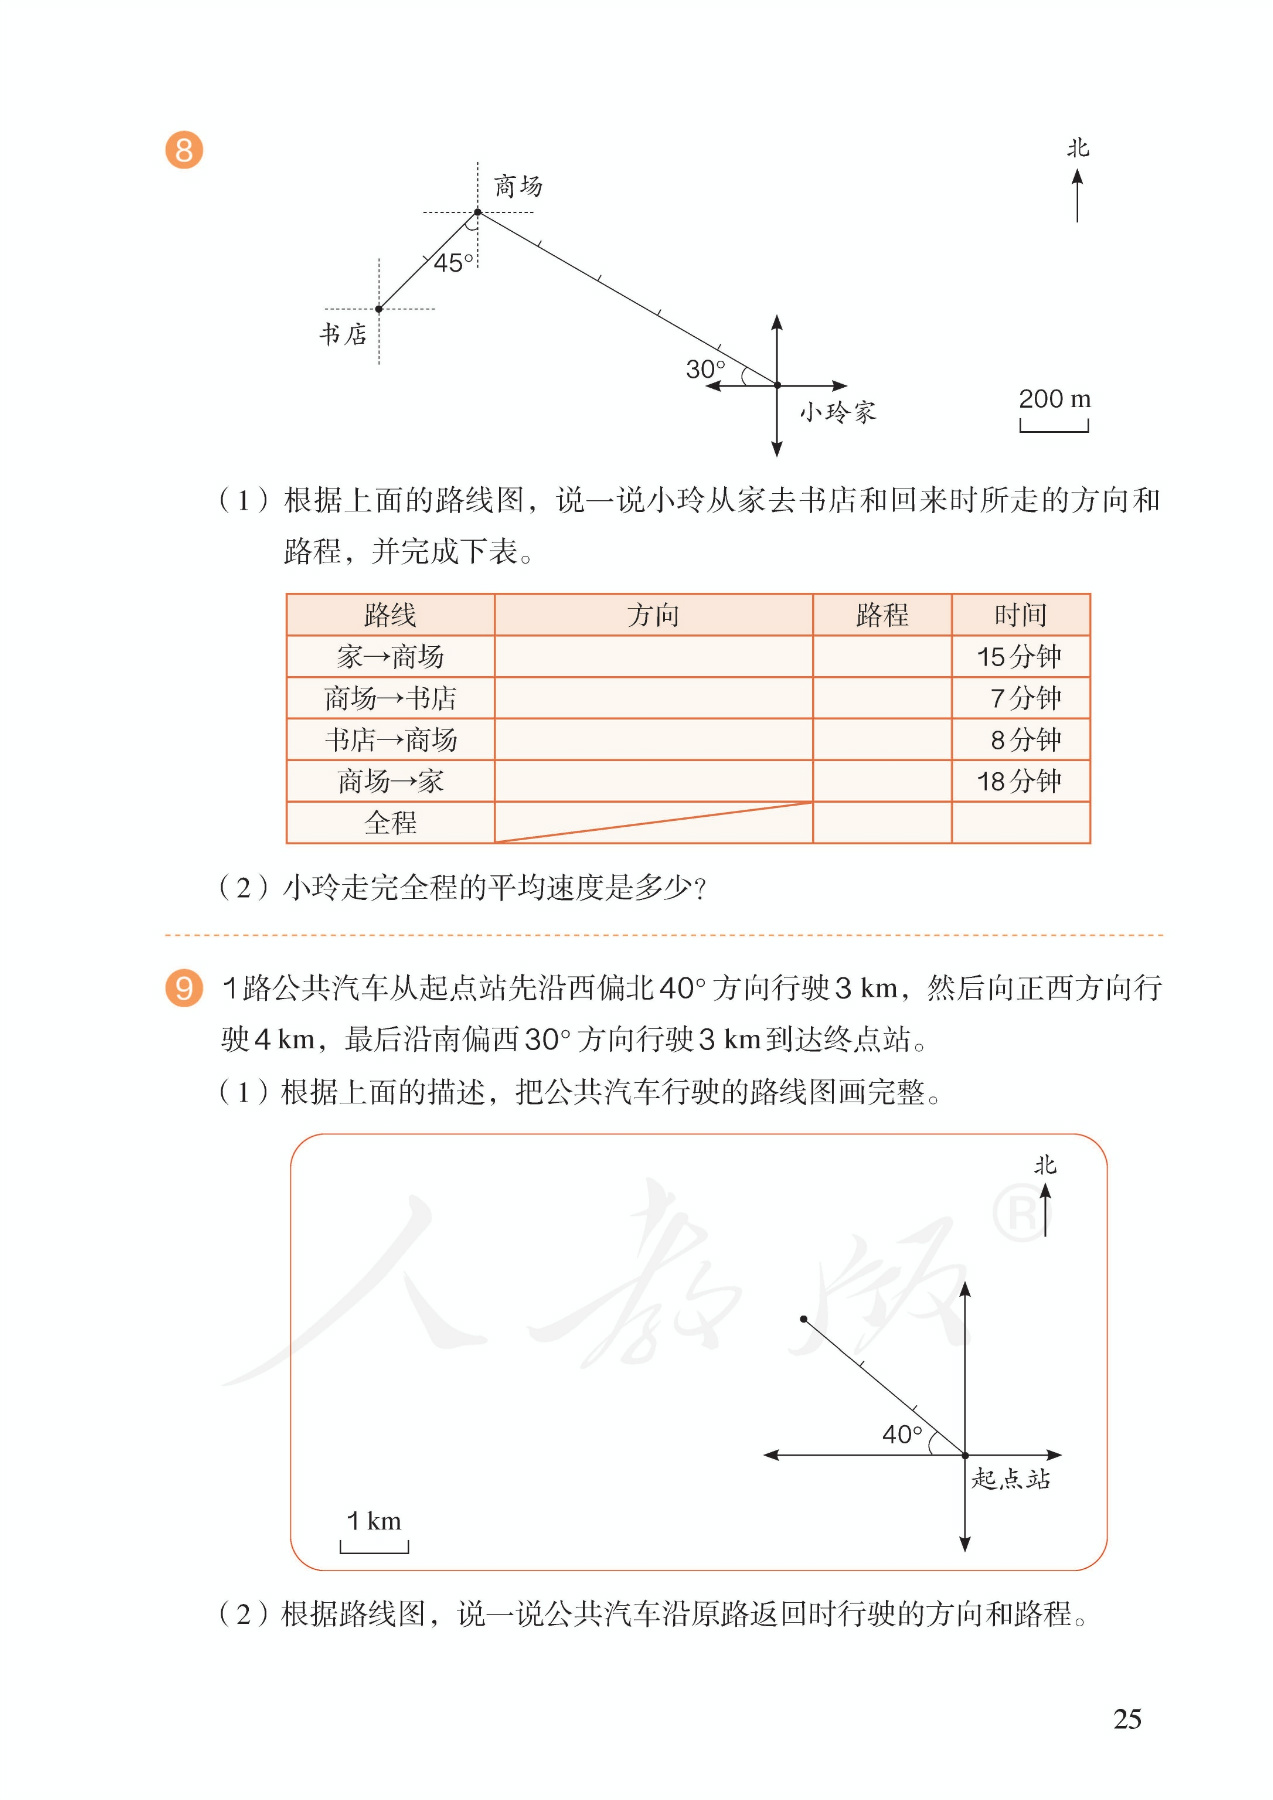 8
北
商场
45°
书店
30°
小玲家
200 m
（1）根据上面的路线图，说一说小玲从家去书店和回来时所走的方向和
路程，并完成下表。
路线 方向 路程 时间
家→商场 15分钟
商场→书店 7分钟
书店→商场 8分钟
商场→家 18分钟
全程
（2）小玲走完全程的平均速度是多少？
9 1路公共汽车从起点站先沿西偏北40°方向行驶3 km，然后向正西方向行
驶4 km，最后沿南偏西30°方向行驶3 km到达终点站。
（1）根据上面的描述，把公共汽车行驶的路线图画完整。
北
人教版®
40°
起点站
1 km
（2）根据路线图，说一说公共汽车沿原路返回时行驶的方向和路程。
25